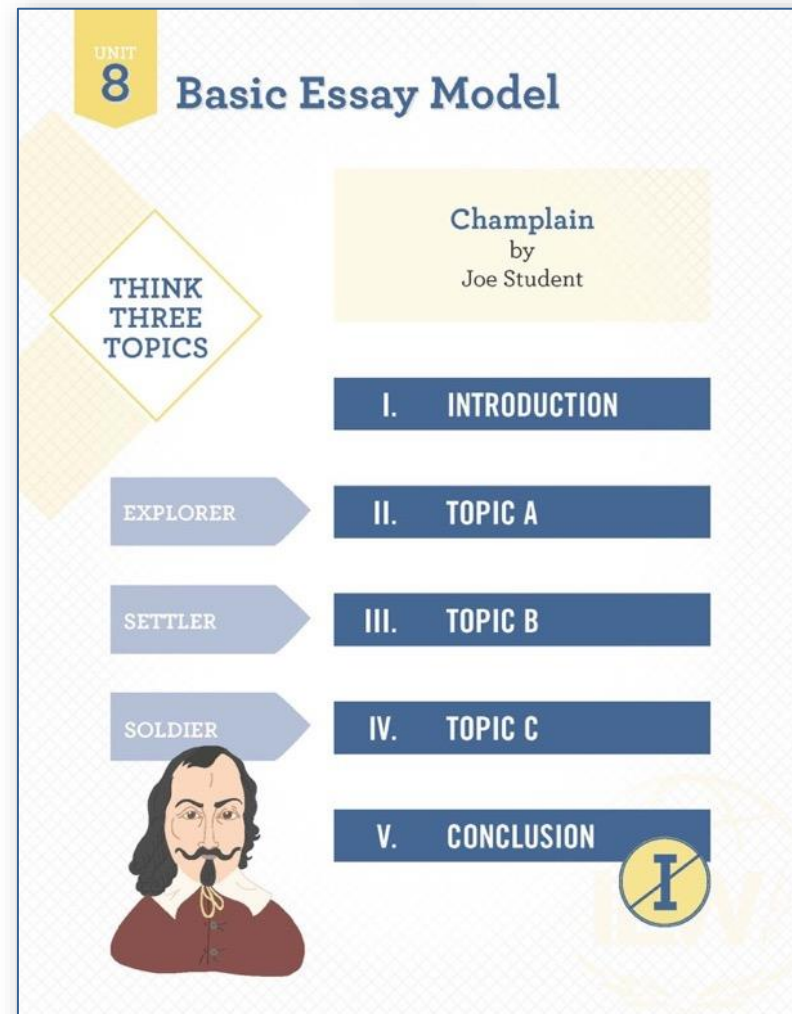 UNIT
8
Basic Essay Model
Champlain
by
Joe Student
THINK
THREE
TOPICS
I. INTRODUCTION
EXPLORER
II. TOPIC A
SETTLER
III. TOPIC B
SOLDIER
IV. TOPIC C
V. CONCLUSION
I